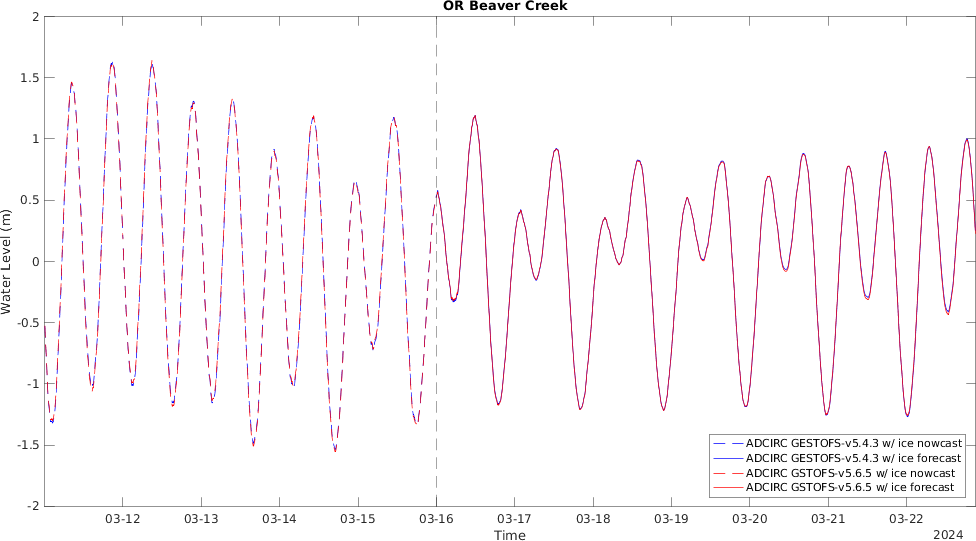 OR Beaver Creek
2
1.5
1
0.5
0
-0.5
-1
-1.5
-2
Water Level (m)
03-12 03-13 03-14 03-15 03-16 03-17 03-18 03-19 03-20 03-21 03-22
Time
2024
ADCIRC GESTOFS-v5.4.3 w/ ice nowcast
ADCIRC GESTOFS-v5.4.3 w/ ice forecast
ADCIRC GSTOFS-v5.6.5 w/ ice nowcast
ADCIRC GSTOFS-v5.6.5 w/ ice forecast